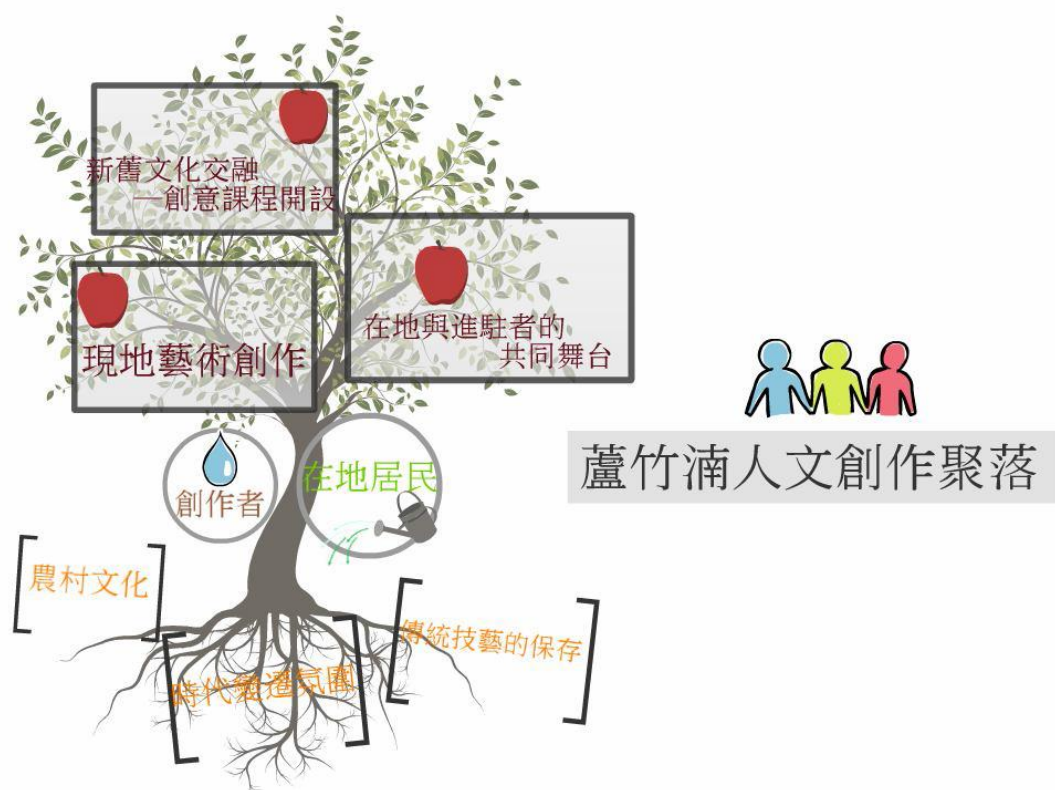 新舊文化交融
—創意課程開設
在地與進駐者的
共同舞台
現地藝術創作
蘆竹湳人文創作聚落
創作者
在地居民
農村文化
時代變遷氛圍
傳統技藝的保存